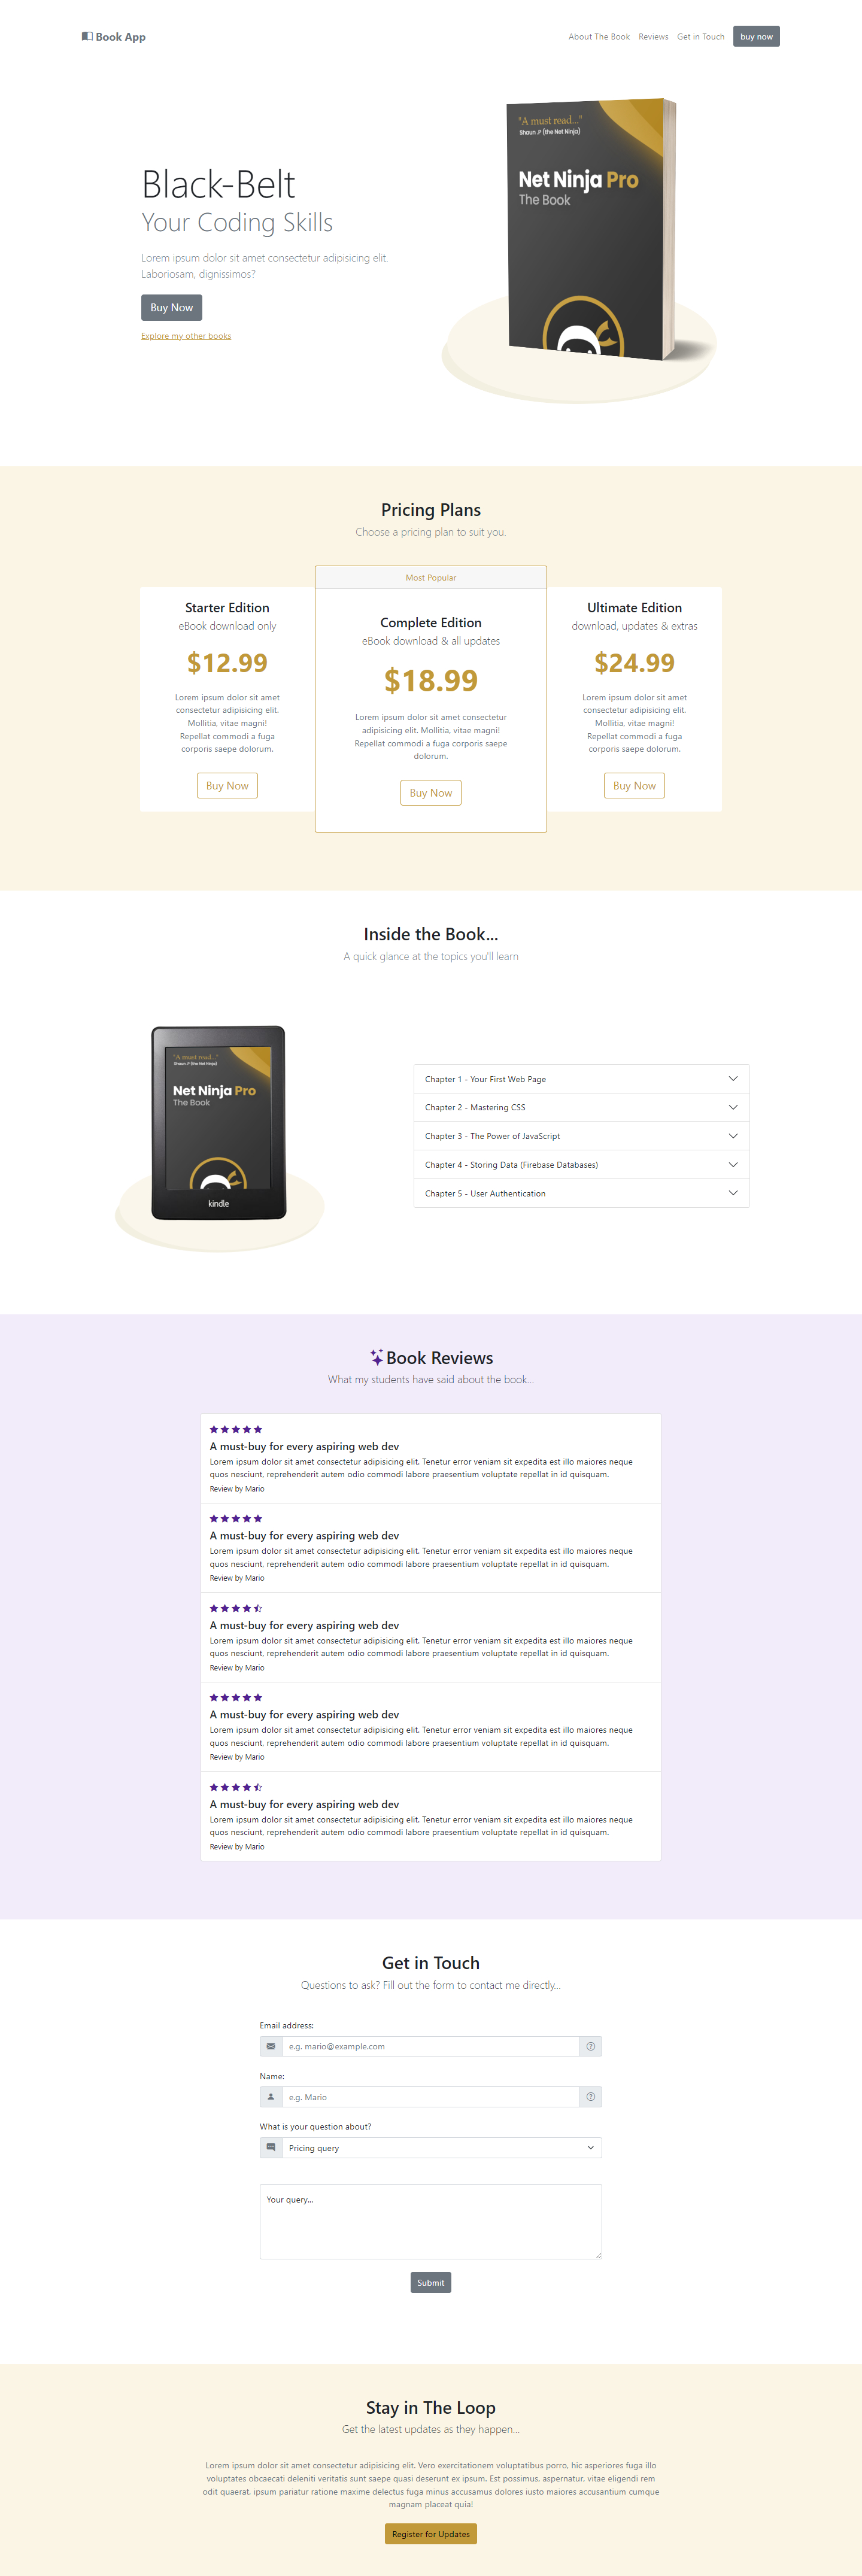 Book App
About The Book
Reviews
Get in Touch
buy now
"A must read..."
Shaun :P (the Net Ninja)
Net Ninja Pro
The Book
Black-Belt
Your Coding Skills
Lorem ipsum dolor sit amet consectetur adipisicing elit.
Laboriosam, dignissimos?
Buy Now
Explore my other books
Pricing Plans
Choose a pricing plan to suit you.
Starter Edition
eBook download only
$12.99
Lorem ipsum dolor sit amet
consectetur adipisicing elit.
Mollitia, vitae magni!
Repellat commodi a fuga
corporis saepe dolorum.
Buy Now
Most Popular
Complete Edition
eBook download & all updates
$18.99
Lorem ipsum dolor sit amet consectetur
adipisicing elit. Mollitia, vitae magni!
Repellat commodi a fuga corporis saepe
dolorum.
Buy Now
Ultimate Edition
download, updates & extras
$24.99
Lorem ipsum dolor sit amet
consectetur adipisicing elit.
Mollitia, vitae magni!
Repellat commodi a fuga
corporis saepe dolorum.
Buy Now
Inside the Book...
A quick glance at the topics you'll learn
"A must read..."
Shaun :P (the Net Ninja)
Net Ninja Pro
The Book
kindle
Chapter 1 - Your First Web Page
Chapter 2 - Mastering CSS
Chapter 3 - The Power of JavaScript
Chapter 4 - Storing Data (Firebase Databases)
Chapter 5 - User Authentication
Book Reviews
What my students have said about the book...
A must-buy for every aspiring web dev
Lorem ipsum dolor sit amet consectetur adipisicing elit. Tenetur error veniam sit expedita est illo maiores neque
quos nesciunt, reprehenderit autem odio commodi labore praesentium voluptate repellat in id quisquam.
Review by Mario
A must-buy for every aspiring web dev
Lorem ipsum dolor sit amet consectetur adipisicing elit. Tenetur error veniam sit expedita est illo maiores neque
quos nesciunt, reprehenderit autem odio commodi labore praesentium voluptate repellat in id quisquam.
Review by Mario
A must-buy for every aspiring web dev
Lorem ipsum dolor sit amet consectetur adipisicing elit. Tenetur error veniam sit expedita est illo maiores neque
quos nesciunt, reprehenderit autem odio commodi labore praesentium voluptate repellat in id quisquam.
Review by Mario
A must-buy for every aspiring web dev
Lorem ipsum dolor sit amet consectetur adipisicing elit. Tenetur error veniam sit expedita est illo maiores neque
quos nesciunt, reprehenderit autem odio commodi labore praesentium voluptate repellat in id quisquam.
Review by Mario
A must-buy for every aspiring web dev
Lorem ipsum dolor sit amet consectetur adipisicing elit. Tenetur error veniam sit expedita est illo maiores neque
quos nesciunt, reprehenderit autem odio commodi labore praesentium voluptate repellat in id quisquam.
Review by Mario
Get in Touch
Questions to ask? Fill out the form to contact me directly...
Email address:
e.g. mario@example.com
Name:
e.g. Mario
What is your question about?
Pricing query
Your query...
Submit
Stay in The Loop
Get the latest updates as they happen...
Lorem ipsum dolor sit amet consectetur adipisicing elit. Vero exercitationem voluptatibus porro, hic asperiores fuga illo
voluptates obcaecati deleniti veritatis sunt saepe quasi deserunt ex ipsum. Est possimus, aspernatur, vitae eligendi rem
odit quaerat, ipsum pariatur ratione maxime delectus fuga minus accusamus dolores iusto maiores accusantium cumque
magnam placeat quia!
Register for Updates